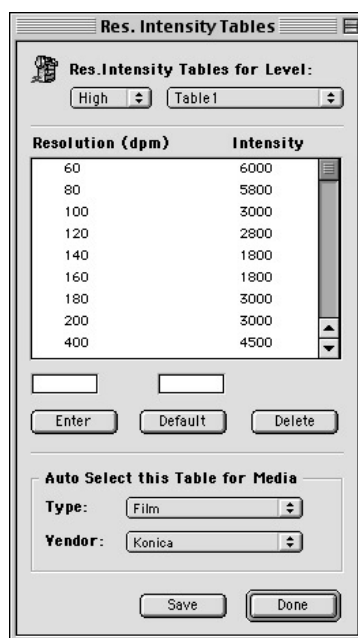 Res. Intensity Tables
Res.Intensity Tables for Level:
High Table1
Resolution (dpm) Intensity
60 6000
80 5800
100 3000
120 2800
140 1800
160 1800
180 3000
200 3000
400 4500
Enter Default Delete
Auto Select this Table for Media
Type: Film
Vendor: Konica
Save Done